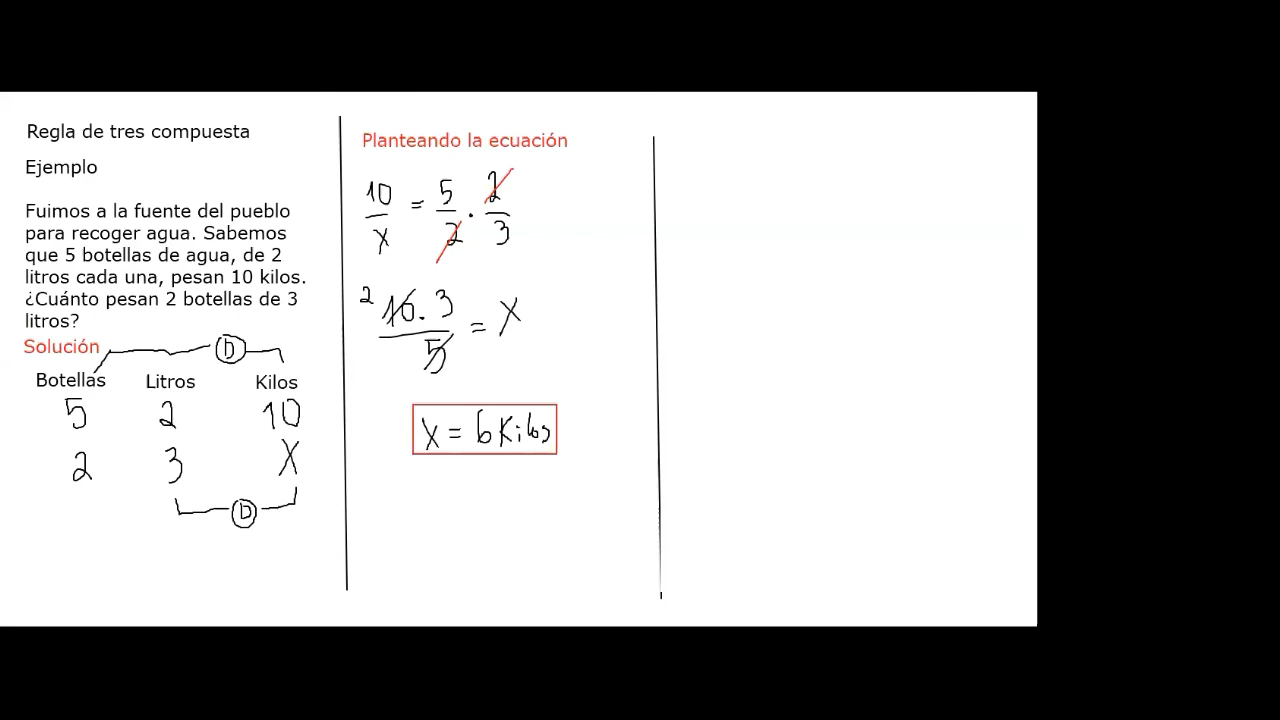 Regla de tres compuesta
Ejemplo
Fuimos a la fuente del pueblo
para recoger agua. Sabemos
que 5 botellas de agua, de 2
litros cada una, pesan 10 kilos.
¿Cuánto pesan 2 botellas de 3
litros?
Solución
D
Botellas Litros Kilos
5 2 10
2 3 X
D
Planteando la ecuación
10/x = 5/2 . 2/3
2
10 . 3 / 5 = X
X = 6 Kilos